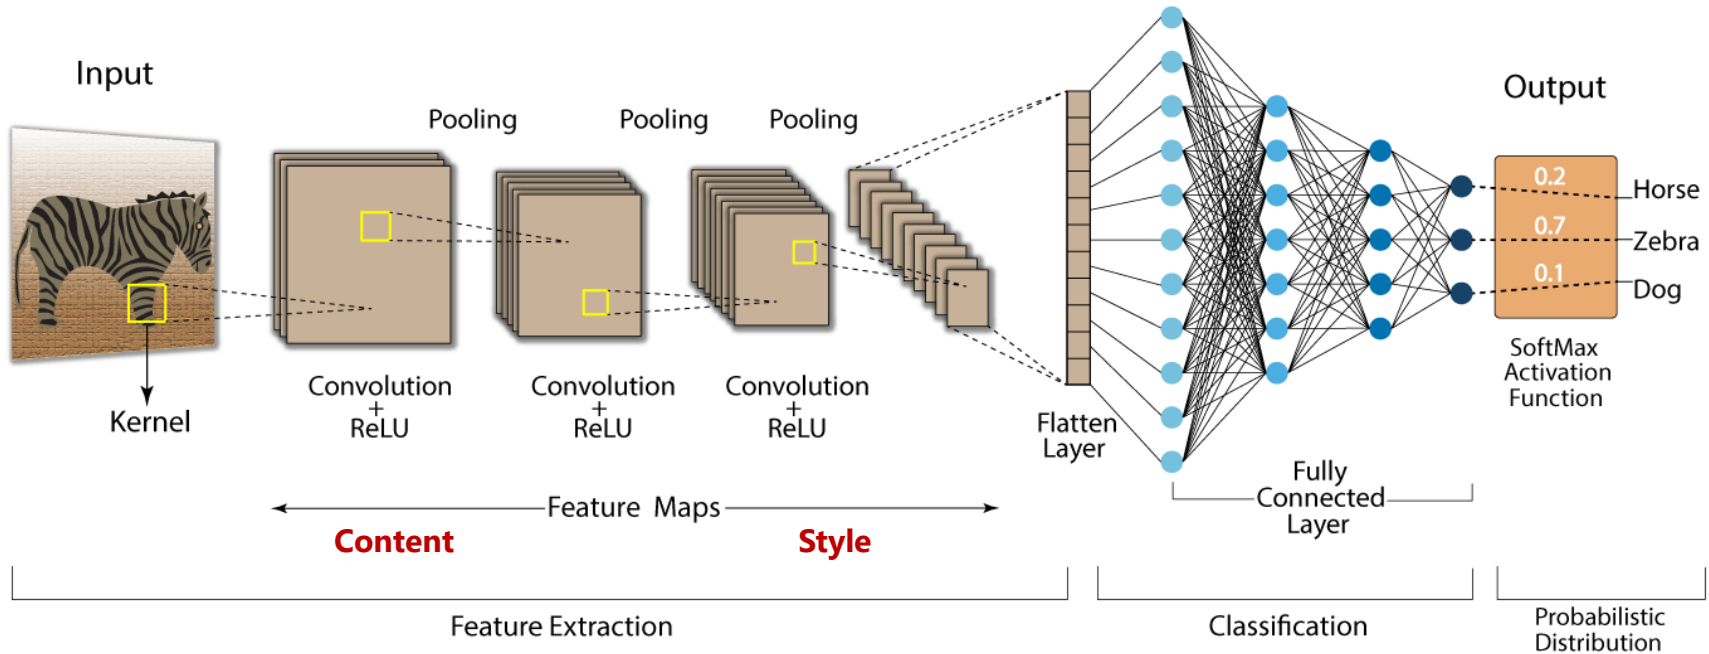 Input
Kernel
Pooling
Pooling
Pooling
Convolution
+
ReLU
Convolution
+
ReLU
Convolution
+
ReLU
Feature Maps
Content
Style
Feature Extraction
Flatten
Layer
Fully
Connected
Layer
Classification
Output
0.2
Horse
0.7
Zebra
0.1
Dog
SoftMax
Activation
Function
Probabilistic
Distribution